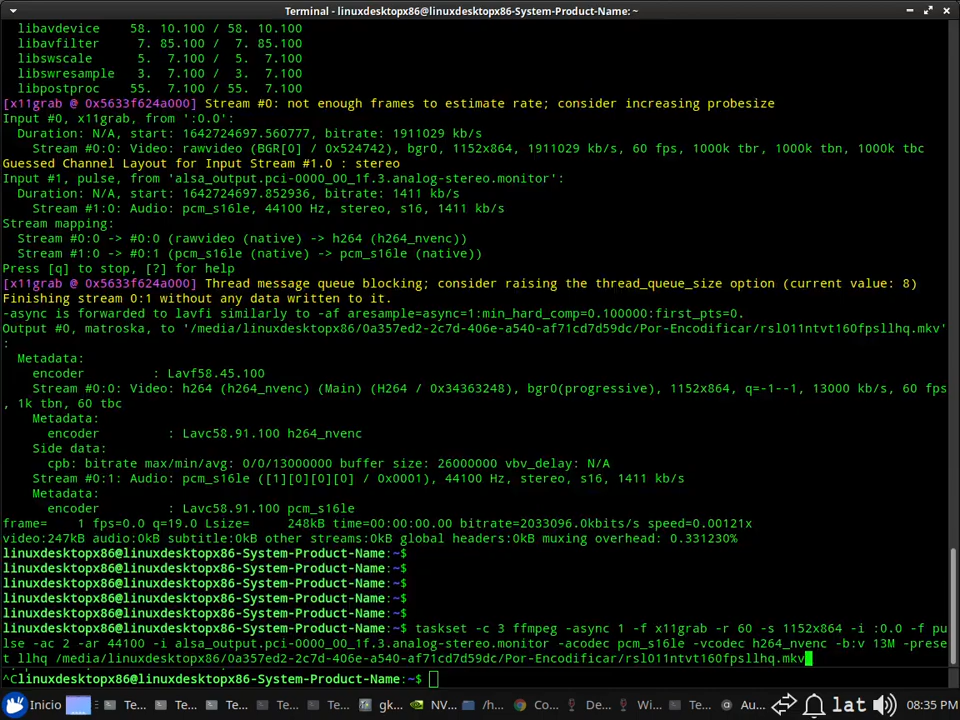 Terminal - linuxdesktopx86@linuxdesktopx86-System-Product-Name: ~
libavdevice    58. 10.100 / 58. 10.100
libavfilter     7. 85.100 /  7. 85.100
libswscale      5.  7.100 /  5.  7.100
libswresample   3.  7.100 /  3.  7.100
libpostproc    55.  7.100 / 55.  7.100
[x11grab @ 0x5633f624a000] Stream #0: not enough frames to estimate rate; consider increasing probesize
Input #0, x11grab, from ':0.0':
Duration: N/A, start: 1642724697.560777, bitrate: 1911029 kb/s
Stream #0:0: Video: rawvideo (BGR[0] / 0x524742), bgr0, 1152x864, 1911029 kb/s, 60 fps, 1000k tbr, 1000k tbn, 1000k tbc
Guessed Channel Layout for Input Stream #1.0 : stereo
Input #1, pulse, from 'alsa_output.pci-0000_00_1f.3.analog-stereo.monitor':
Duration: N/A, start: 1642724697.852936, bitrate: 1411 kb/s
Stream #1:0: Audio: pcm_s16le, 44100 Hz, stereo, s16, 1411 kb/s
Stream mapping:
Stream #0:0 -> #0:0 (rawvideo (native) -> h264 (h264_nvenc))
Stream #1:0 -> #0:1 (pcm_s16le (native) -> pcm_s16le (native))
Press [q] to stop, [?] for help
[x11grab @ 0x5633f624a000] Thread message queue blocking; consider raising the thread_queue_size option (current value: 8)
Finishing stream 0:1 without any data written to it.
-async is forwarded to lavfi similarly to -af aresample=async=1:min_hard_comp=0.100000:first_pts=0.
Output #0, matroska, to '/media/linuxdesktopx86/0a357ed2-2c7d-406e-a540-af71cd7d59dc/Por-Encodificar/rsl011ntvt160fpsllhq.mkv'
:
Metadata:
encoder         : Lavf58.45.100
Stream #0:0: Video: h264 (h264_nvenc) (Main) (H264 / 0x34363248), bgr0(progressive), 1152x864, q=-1--1, 13000 kb/s, 60 fps
, 1k tbn, 60 tbc
Metadata:
encoder         : Lavc58.91.100 h264_nvenc
Side data:
cpb: bitrate max/min/avg: 0/0/13000000 buffer size: 26000000 vbv_delay: N/A
Stream #0:1: Audio: pcm_s16le ([1][0][0][0] / 0x0001), 44100 Hz, stereo, s16, 1411 kb/s
Metadata:
encoder         : Lavc58.91.100 pcm_s16le
frame=    1 fps=0.0 q=19.0 Lsize=     248kB time=00:00:00.00 bitrate=2033096.0kbits/s speed=0.00121x
video:247kB audio:0kB subtitle:0kB other streams:0kB global headers:0kB muxing overhead: 0.331230%
linuxdesktopx86@linuxdesktopx86-System-Product-Name:~$
linuxdesktopx86@linuxdesktopx86-System-Product-Name:~$
linuxdesktopx86@linuxdesktopx86-System-Product-Name:~$
linuxdesktopx86@linuxdesktopx86-System-Product-Name:~$
linuxdesktopx86@linuxdesktopx86-System-Product-Name:~$
linuxdesktopx86@linuxdesktopx86-System-Product-Name:~$ taskset -c 3 ffmpeg -async 1 -f x11grab -r 60 -s 1152x864 -i :0.0 -f pu
lse -ac 2 -ar 44100 -i alsa_output.pci-0000_00_1f.3.analog-stereo.monitor -acodec pcm_s16le -vcodec h264_nvenc -b:v 13M -prese
t llhq /media/linuxdesktopx86/0a357ed2-2c7d-406e-a540-af71cd7d59dc/Por-Encodificar/rsl011ntvt160fpsllhq.mkv
^Clinuxdesktopx86@linuxdesktopx86-System-Product-Name:~$
Inicio Te... Te... Te... Te... Te... gk... NV... /h... Co... De... Wi... Te... Au... lat 08:35 PM